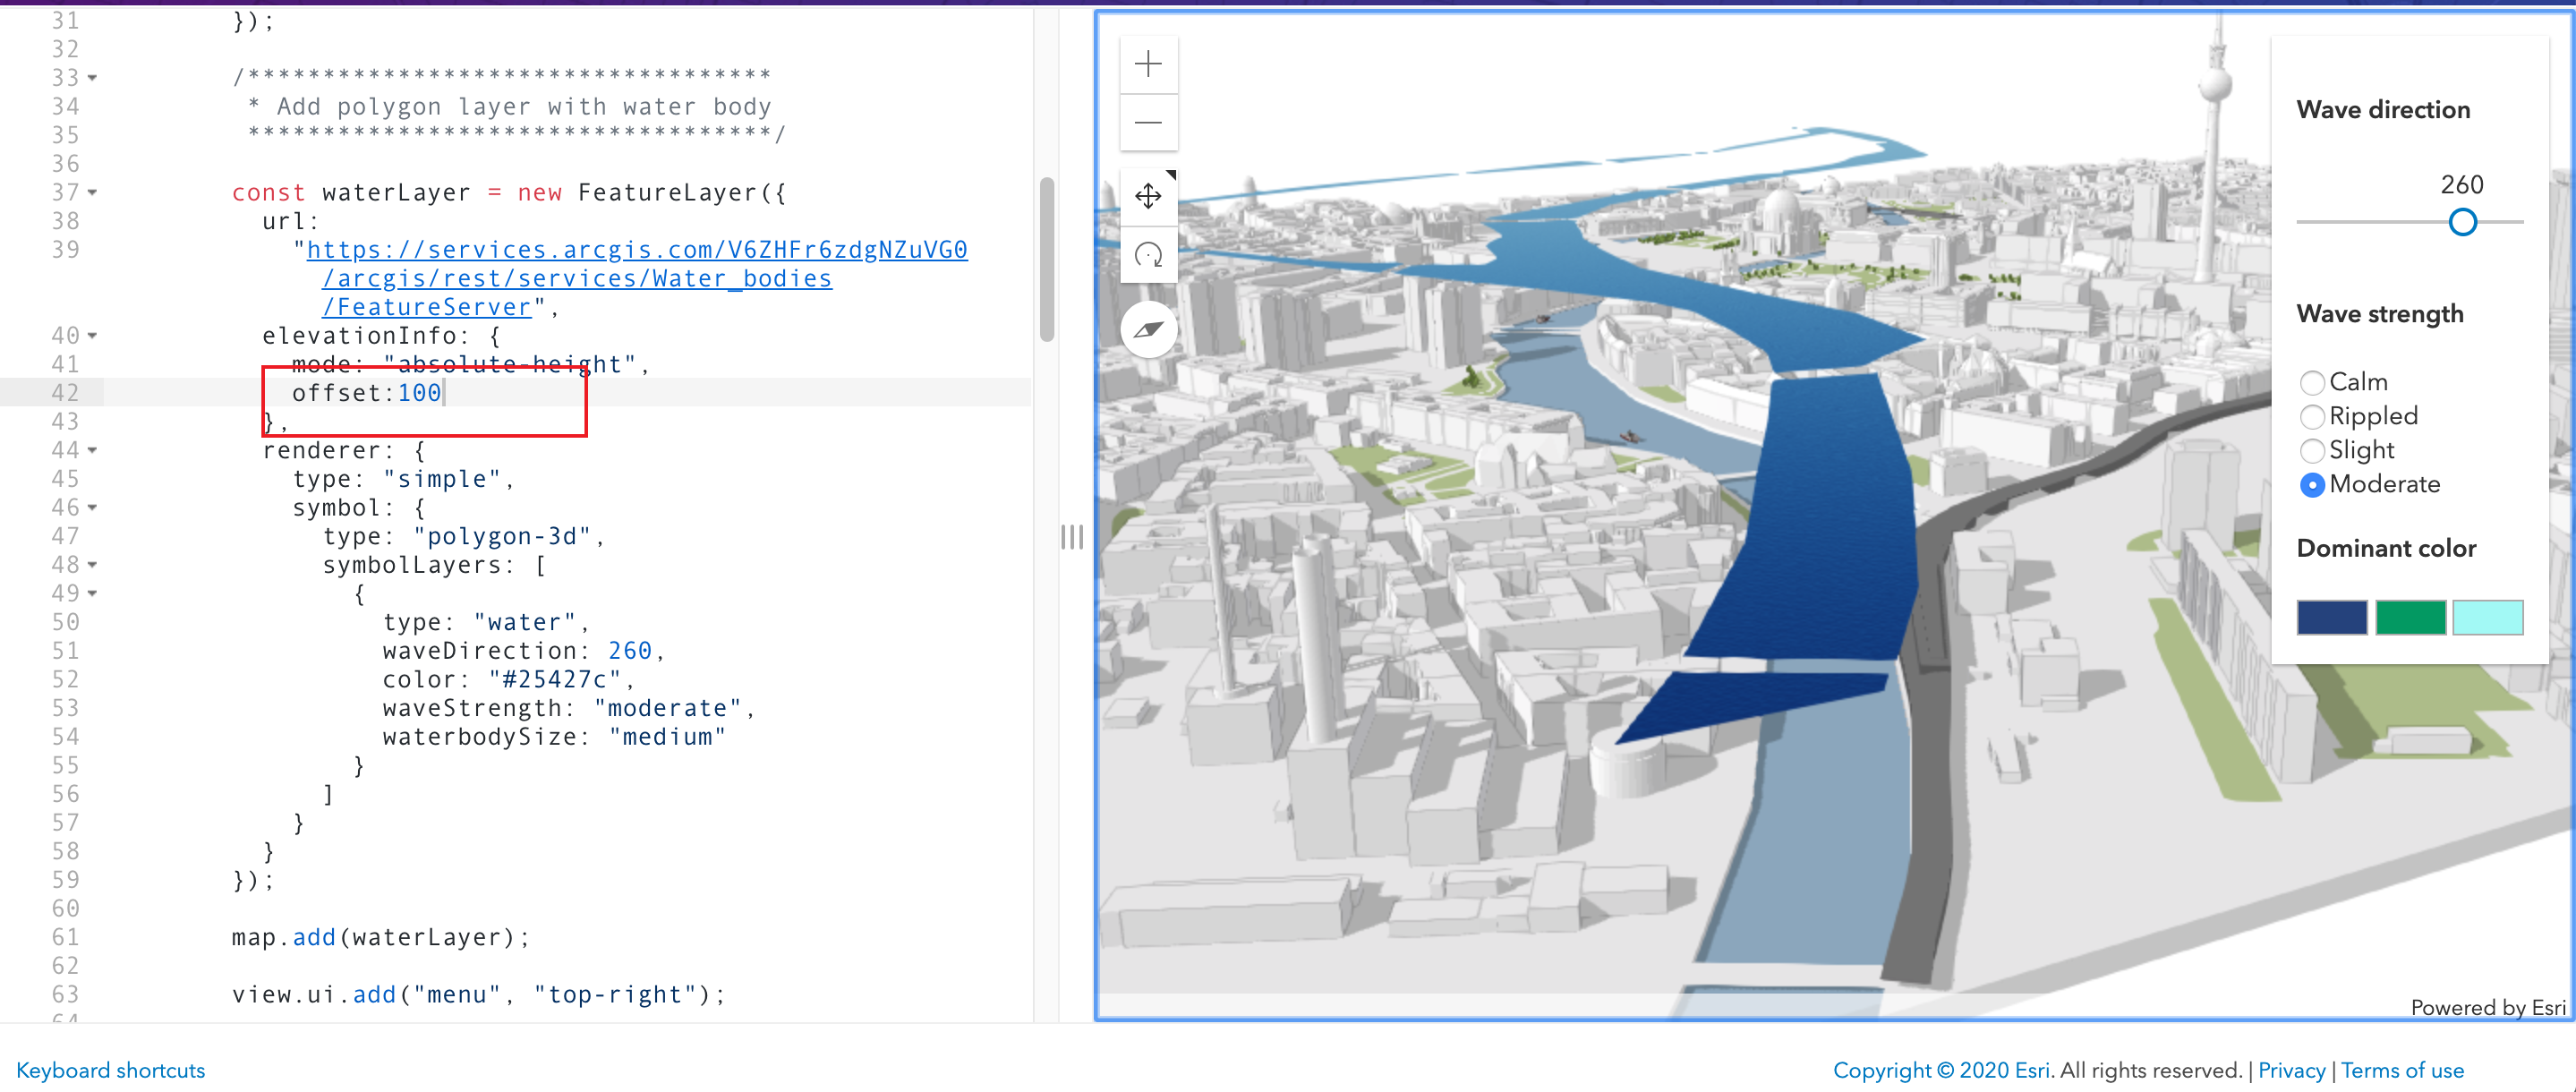 31 });
32
33 /***********************************
34 * Add polygon layer with water body
35 ***********************************/
36
37 const waterLayer = new FeatureLayer({
38 url:
39 "https://services.arcgis.com/V6ZHFr6zdgNZuVG0
/arcgis/rest/services/Water_bodies
/FeatureServer",
40 elevationInfo: {
41 mode: "absolute-height",
42 offset:100
43 },
44 renderer: {
45 type: "simple",
46 symbol: {
47 type: "polygon-3d",
48 symbolLayers: [
49 {
50 type: "water",
51 waveDirection: 260,
52 color: "#25427c",
53 waveStrength: "moderate",
54 waterbodySize: "medium"
55 }
56 ]
57 }
58 }
59 });
60
61 map.add(waterLayer);
62
63 view.ui.add("menu", "top-right");
64
Wave direction
260
Wave strength
Calm
Rippled
Slight
Moderate
Dominant color
Powered by Esri
Keyboard shortcuts
Copyright © 2020 Esri. All rights reserved. | Privacy | Terms of use